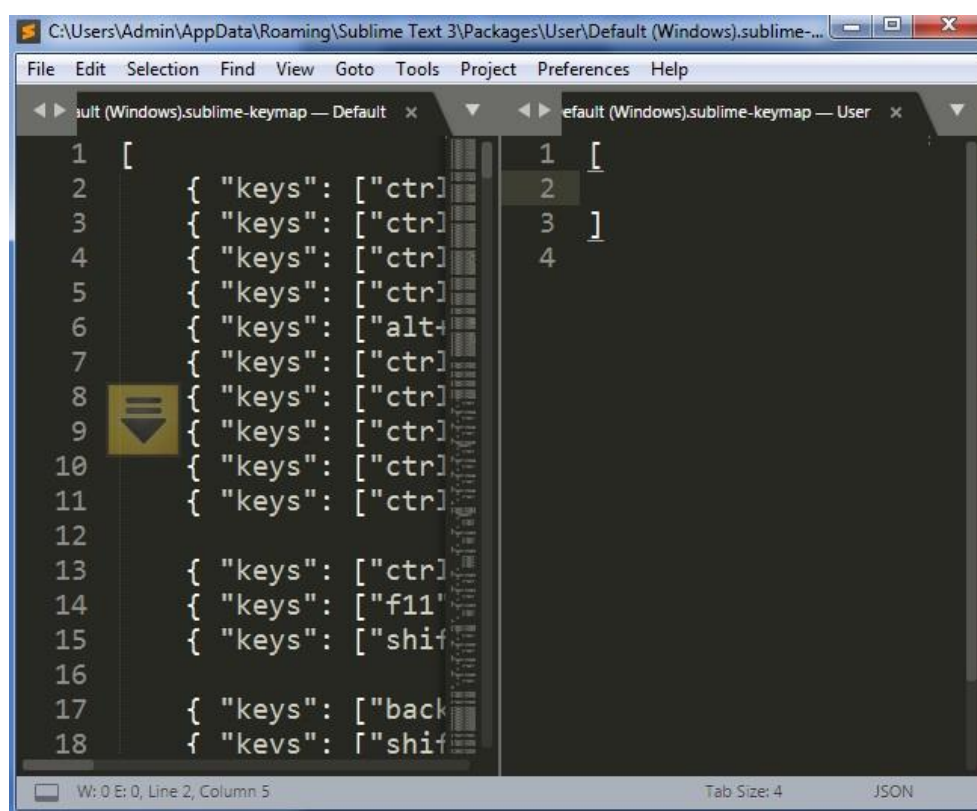 C:\Users\Admin\AppData\Roaming\Sublime Text 3\Packages\User\Default (Windows).sublime-...
File Edit Selection Find View Goto Tools Project Preferences Help
ault (Windows).sublime-keymap — Default ×
1 [
2 { "keys": ["ctrl
3 { "keys": ["ctrl
4 { "keys": ["ctrl
5 { "keys": ["ctrl
6 { "keys": ["alt+
7 { "keys": ["ctrl
8 { "keys": ["ctrl
9 { "keys": ["ctrl
10 { "keys": ["ctrl
11 { "keys": ["ctrl
12
13 { "keys": ["ctrl
14 { "keys": ["f11"
15 { "keys": ["shif
16
17 { "keys": ["back
18 { "keys": ["shif
efault (Windows).sublime-keymap — User ×
1 [
2
3 ]
4
W: 0 E: 0, Line 2, Column 5 Tab Size: 4 JSON